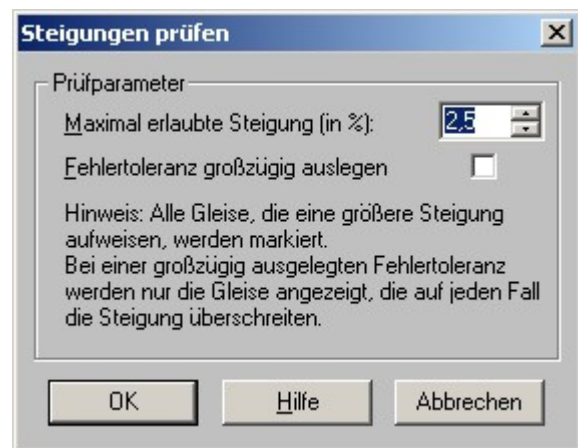 Steigungen prüfen
Prüfparameter
Maximal erlaubte Steigung (in %): 2,5
Fehlertoleranz großzügig auslegen
Hinweis: Alle Gleise, die eine größere Steigung
aufweisen, werden markiert.
Bei einer großzügig ausgelegten Fehlertoleranz
werden nur die Gleise angezeigt, die auf jeden Fall
die Steigung überschreiten.
OK Hilfe Abbrechen